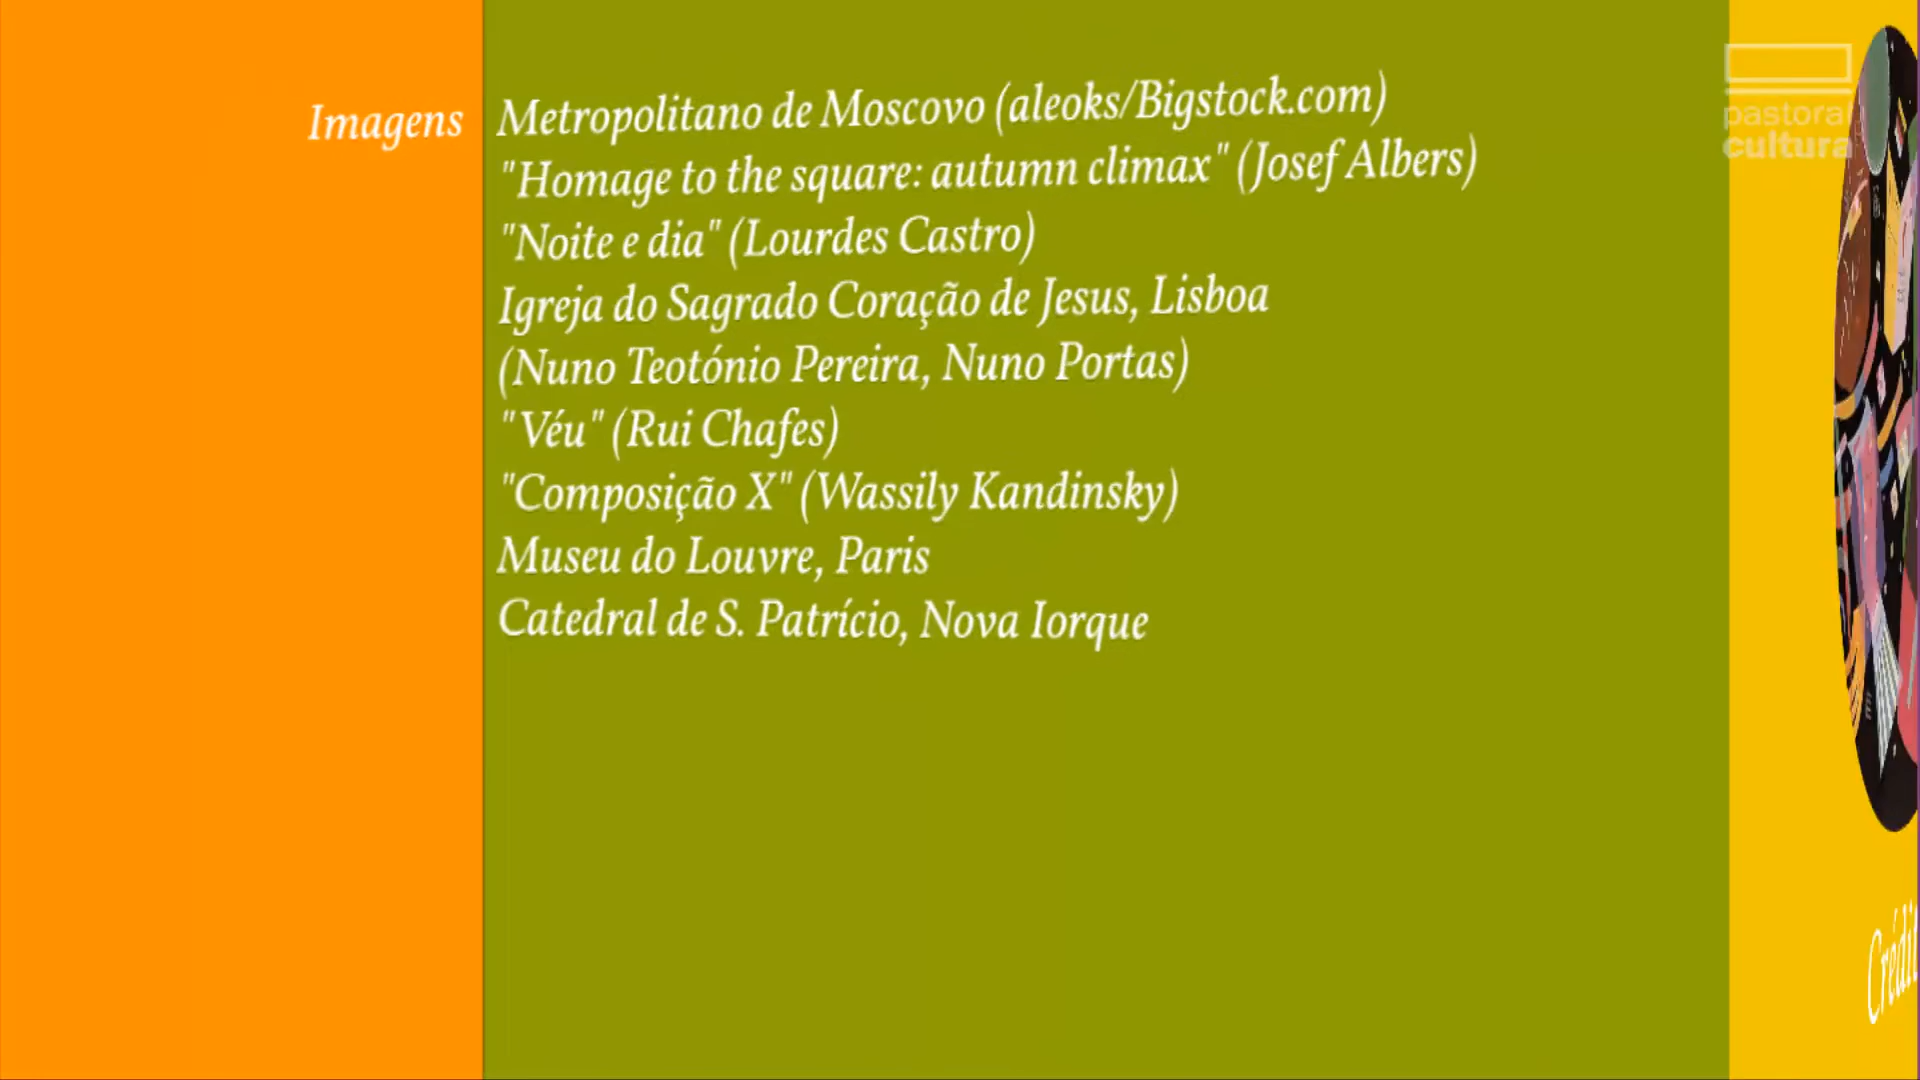 Imagens
Metropolitano de Moscovo (aleoks/Bigstock.com)
"Homage to the square: autumn climax" (Josef Albers)
"Noite e dia" (Lourdes Castro)
Igreja do Sagrado Coração de Jesus, Lisboa
(Nuno Teotónio Pereira, Nuno Portas)
"Véu" (Rui Chafes)
"Composição X" (Wassily Kandinsky)
Museu do Louvre, Paris
Catedral de S. Patrício, Nova Iorque
pastoral
cultura